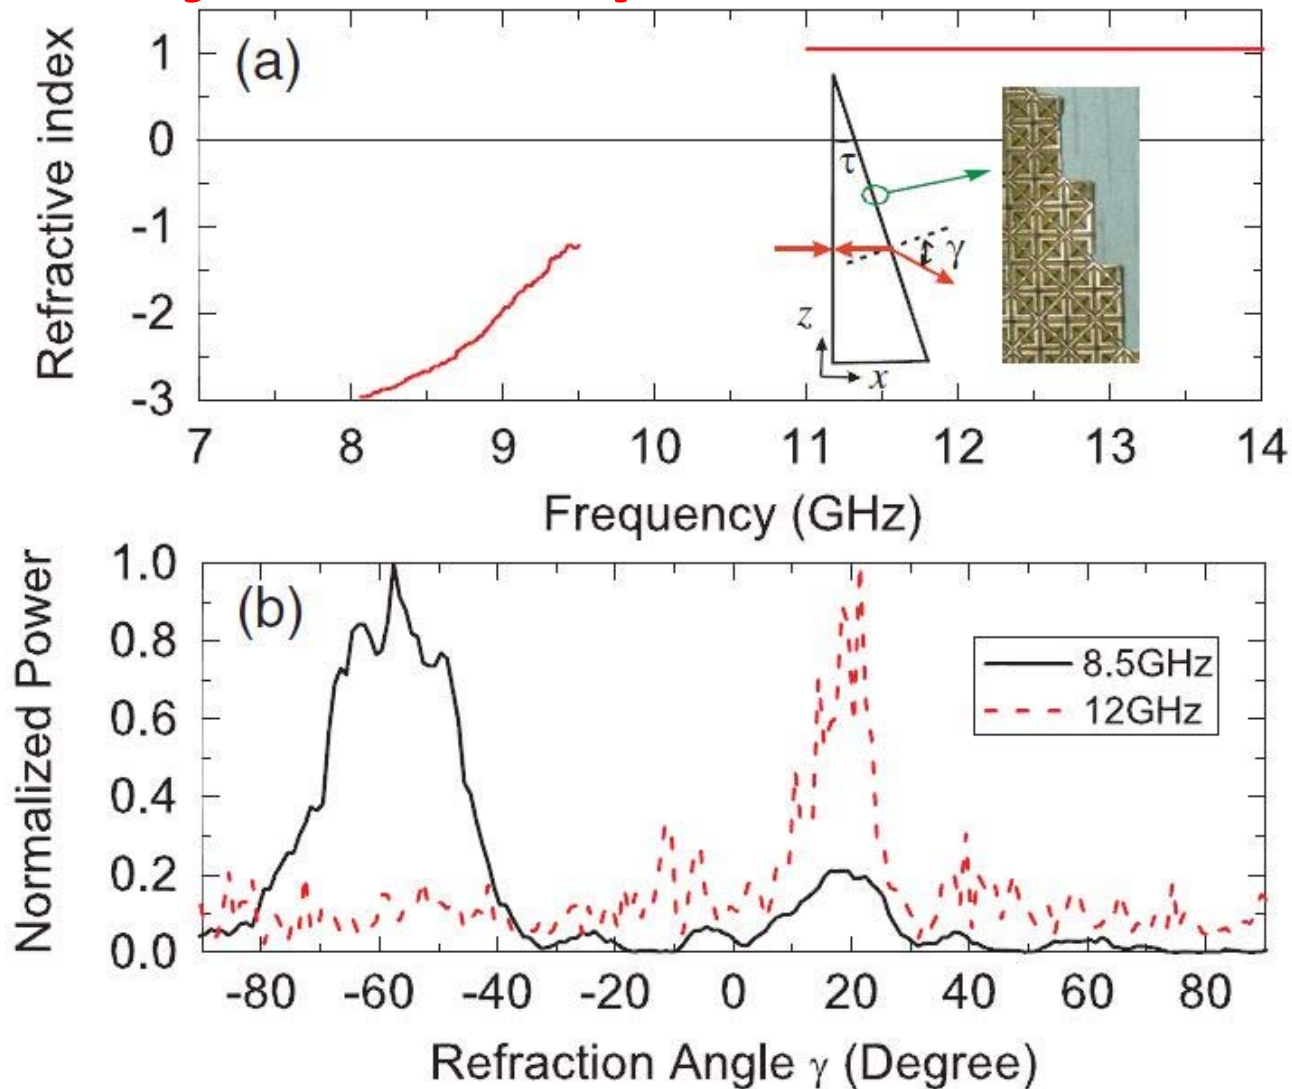 (a)
Refractive index
1
0
-1
-2
-3
τ
γ
z
x
7 8 9 10 11 12 13 14
Frequency (GHz)
(b)
Normalized Power
1.0
0.8
0.6
0.4
0.2
0.0
8.5GHz
12GHz
-80 -60 -40 -20 0 20 40 60 80
Refraction Angle γ (Degree)